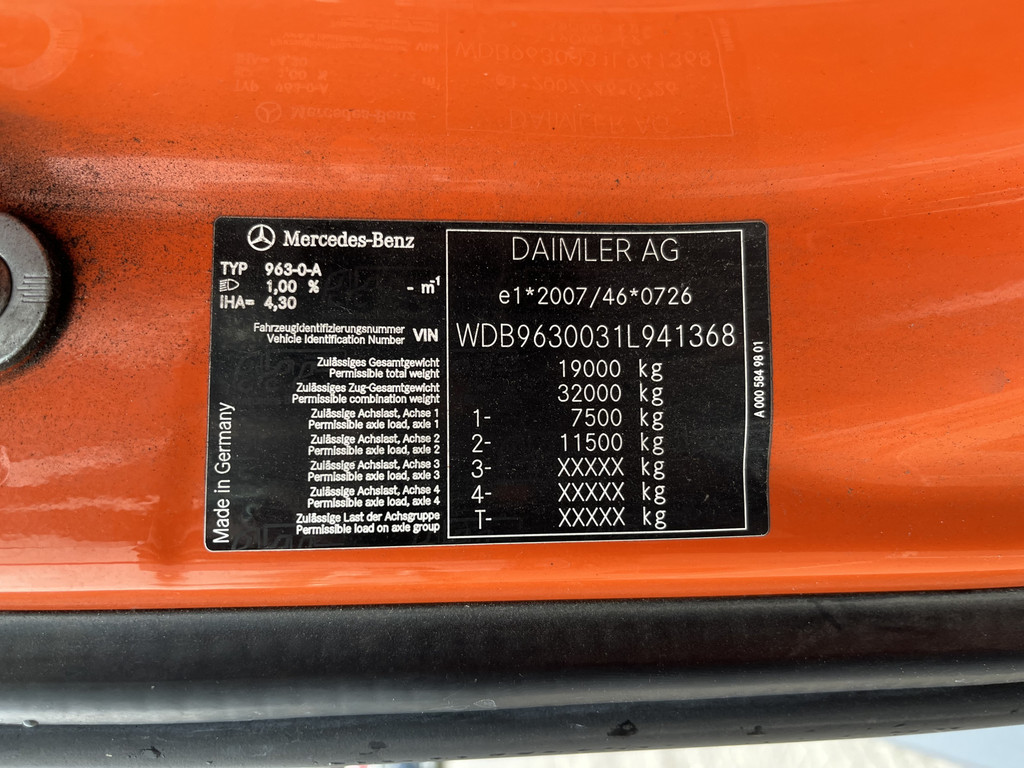 Mercedes-Benz
TYP 963-0-A
1,00 % - m-1
IHA= 4,30
DAIMLER AG
e1*2007/46*0726
Fahrzeugidentifizierungsnummer
Vehicle Identification Number VIN WDB9630031L941368
Zulässiges Gesamtgewicht
Permissible total weight 19000 kg
Zulässiges Zug-Gesamtgewicht
Permissible combination weight 32000 kg
Zulässige Achslast, Achse 1
Permissible axle load, axle 1 1- 7500 kg
Zulässige Achslast, Achse 2
Permissible axle load, axle 2 2- 11500 kg
Zulässige Achslast, Achse 3
Permissible axle load, axle 3 3- XXXXX kg
Zulässige Achslast, Achse 4
Permissible axle load, axle 4 4- XXXXX kg
Zulässige Last der Achsgruppe
Permissible load on axle group T- XXXXX kg
Made in Germany
A 000 584 98 01